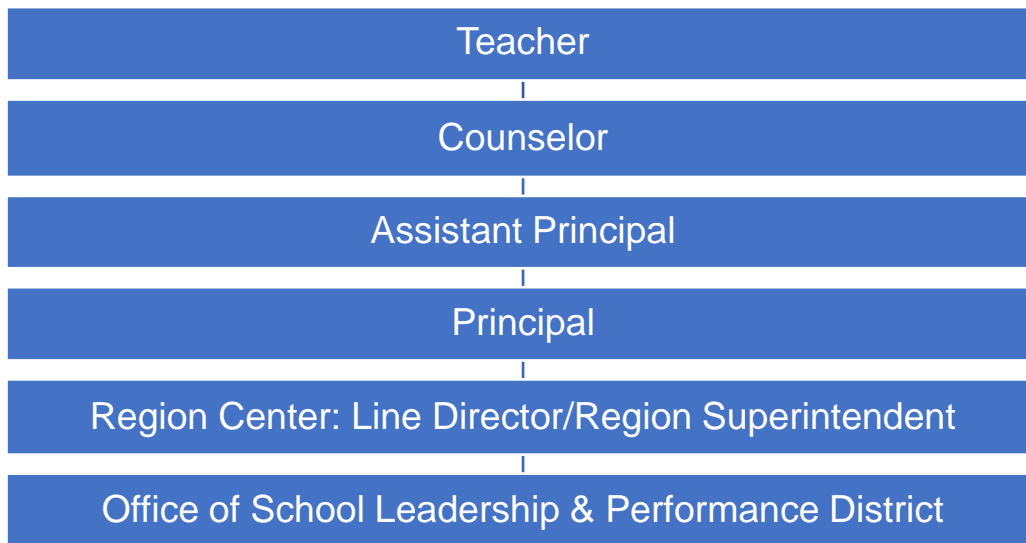 Teacher
Counselor
Assistant Principal
Principal
Region Center: Line Director/Region Superintendent
Office of School Leadership & Performance District